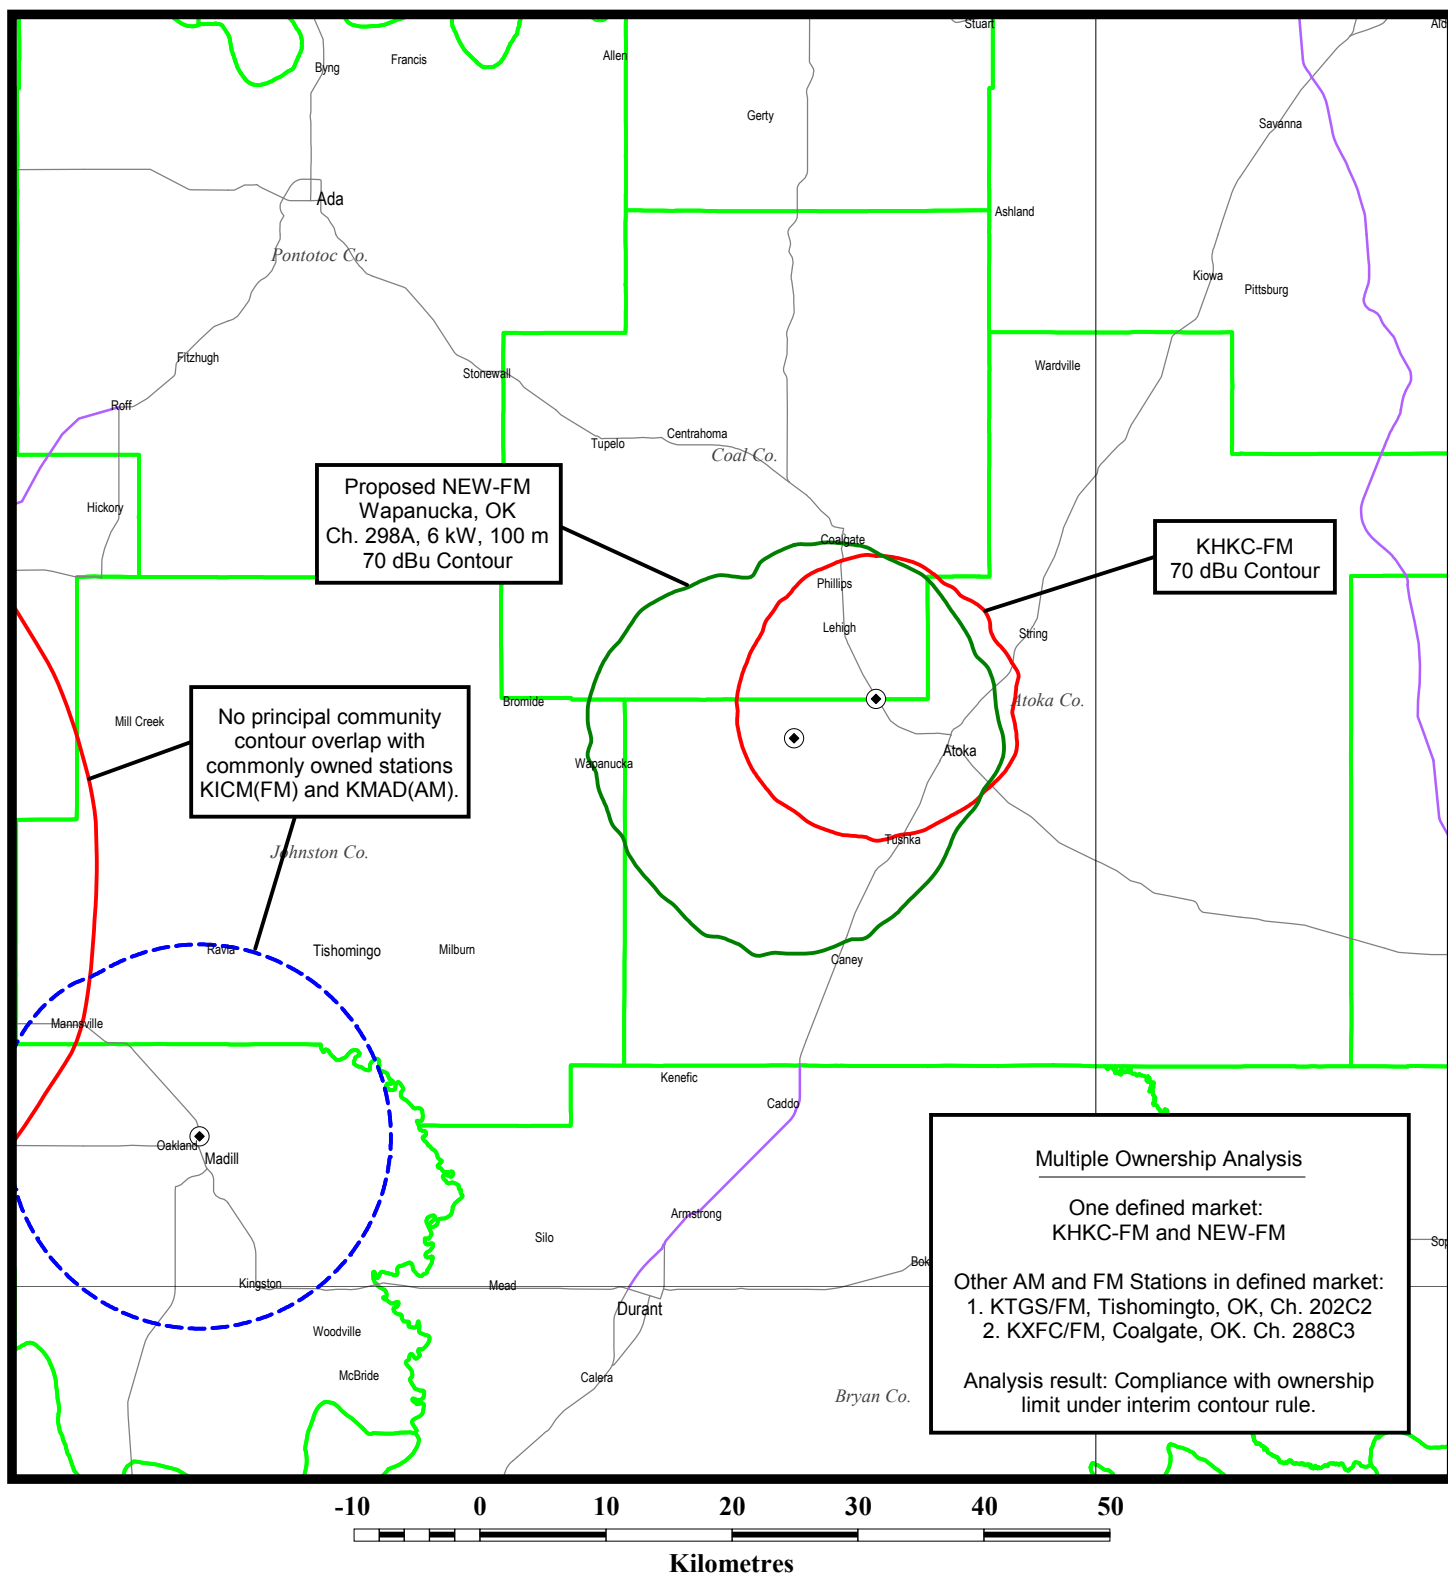 Stuart
Ald
Byng
Francis
Allen
Gerty
Savanna
Ada
Ashland
Pontotoc Co.
Kiowa
Pittsburg
Fitzhugh
Stonewall
Wardville
Roff
Tupelo
Centrahoma
Coal Co.
Hickory
Proposed NEW-FM
Wapanucka, OK
Ch. 298A, 6 kW, 100 m
70 dBu Contour
Coalgate
KHKC-FM
70 dBu Contour
Phillips
Lehigh
String
Bromide
Atoka Co.
Mill Creek
No principal community
contour overlap with
commonly owned stations
KICM(FM) and KMAD(AM).
Wapanucka
Atoka
Tushka
Johnston Co.
Ravia
Tishomingo
Milburn
Caney
Mannsville
Kenefic
Caddo
Oakland
Madill
Armstrong
Silo
Kingston
Mead
Bok
Sop
Durant
Woodville
McBride
Calera
Bryan Co.
Multiple Ownership Analysis
One defined market:
KHKC-FM and NEW-FM
Other AM and FM Stations in defined market:
1. KTGS/FM, Tishomingto, OK, Ch. 202C2
2. KXFC/FM, Coalgate, OK. Ch. 288C3
Analysis result: Compliance with ownership
limit under interim contour rule.
-10 0 10 20 30 40 50
Kilometres